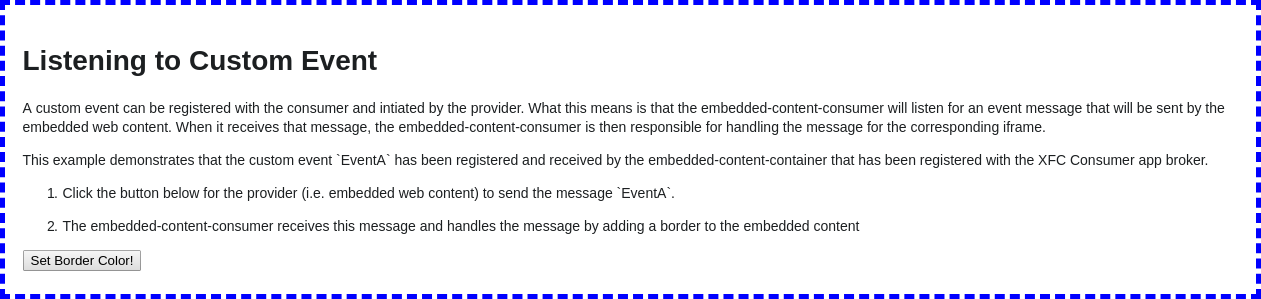 Listening to Custom Event
A custom event can be registered with the consumer and intiated by the provider. What this means is that the embedded-content-consumer will listen for an event message that will be sent by the
embedded web content. When it receives that message, the embedded-content-consumer is then responsible for handling the message for the corresponding iframe.
This example demonstrates that the custom event `EventA` has been registered and received by the embedded-content-container that has been registered with the XFC Consumer app broker.
1. Click the button below for the provider (i.e. embedded web content) to send the message `EventA`.
2. The embedded-content-consumer receives this message and handles the message by adding a border to the embedded content
Set Border Color!